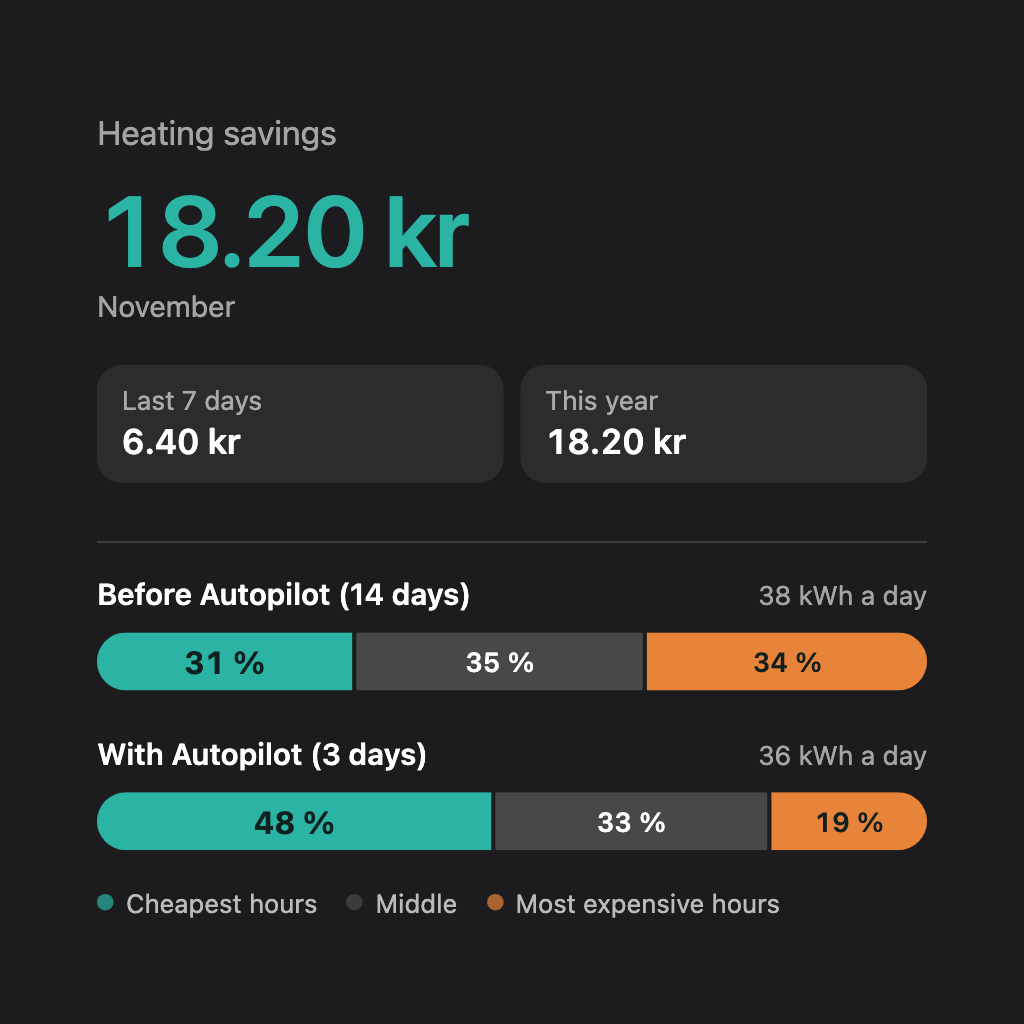 Heating savings
18.20 kr
November
Last 7 days
6.40 kr
This year
18.20 kr
Before Autopilot (14 days)
38 kWh a day
31 %
35 %
34 %
With Autopilot (3 days)
36 kWh a day
48 %
33 %
19 %
Cheapest hours
Middle
Most expensive hours